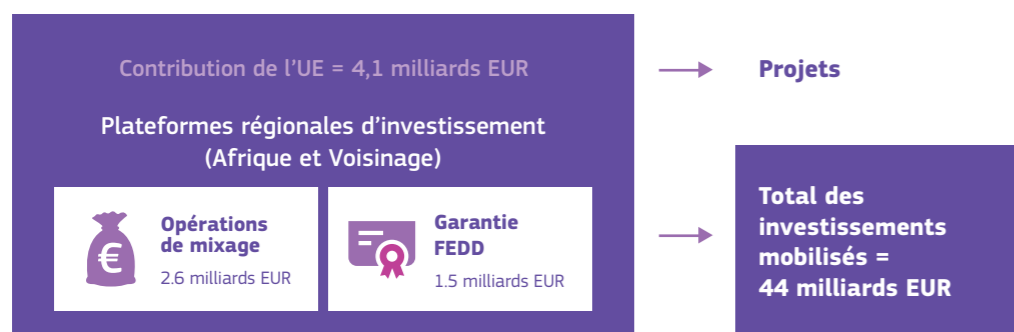 Contribution de l’UE = 4,1 milliards EUR
Projets
Plateformes régionales d’investissement
(Afrique et Voisinage)
Opérations
de mixage
2.6 milliards EUR
€
Garantie
FEDD
1.5 milliards EUR
Total des
investissements
mobilisés =
44 milliards EUR